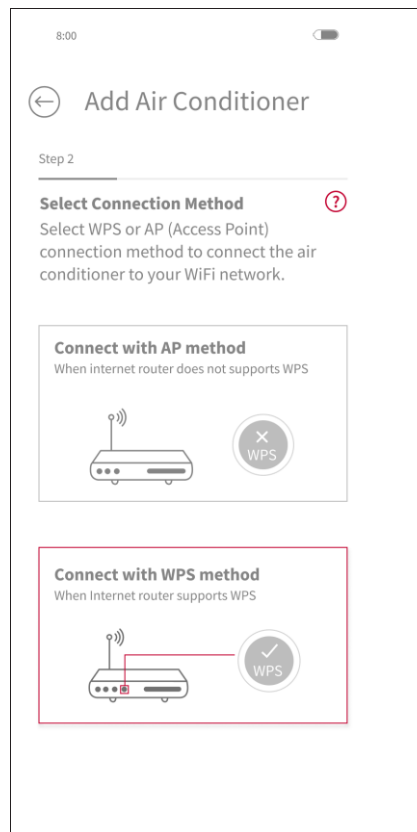 8:00
Add Air Conditioner
Step 2
Select Connection Method
?
Select WPS or AP (Access Point)
connection method to connect the air
conditioner to your WiFi network.
Connect with AP method
When internet router does not supports WPS
WPS
Connect with WPS method
When Internet router supports WPS
WPS